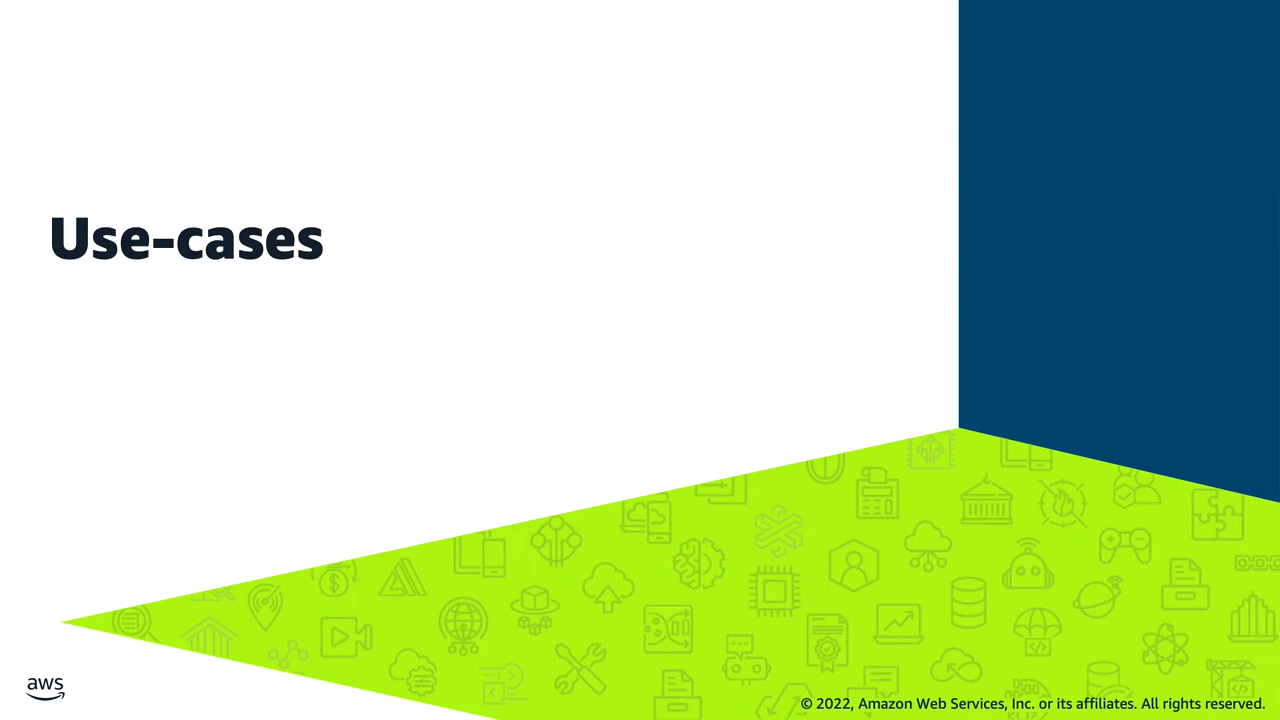 Use-cases
aws
© 2022, Amazon Web Services, Inc. or its affiliates. All rights reserved.